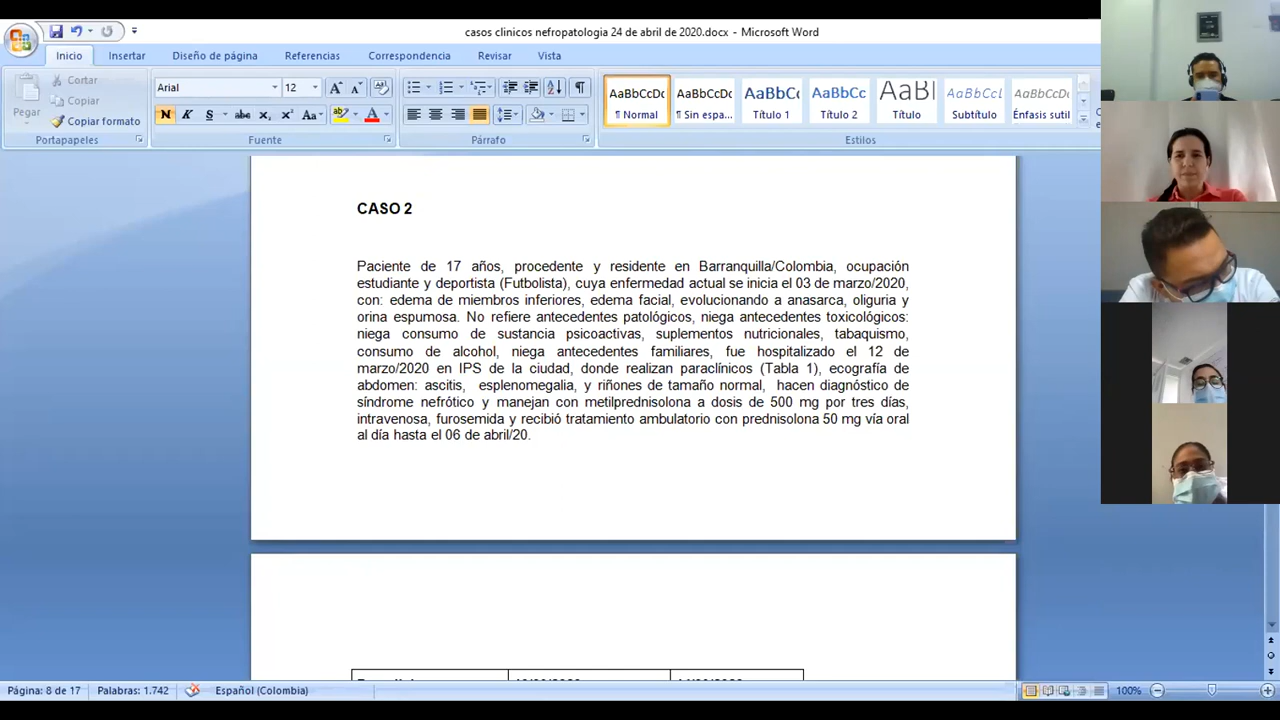 casos clinicos nefropatologia 24 de abril de 2020.docx - Microsoft Word
Inicio Insertar Diseño de página Referencias Correspondencia Revisar Vista
Cortar
Copiar
Pegar
Copiar formato
Portapapeles
Arial 12
N K S abc x₂ x² Aa
Fuente
Párrafo
AaBbCcDc AaBbCcDc AaBbC AaBbCc AaBl AaBbCcL AaBbCcDc
¶ Normal ¶ Sin espa... Título 1 Título 2 Título Subtítulo Énfasis sutil
Estilos
CASO 2
Paciente de 17 años, procedente y residente en Barranquilla/Colombia, ocupación
estudiante y deportista (Futbolista), cuya enfermedad actual se inicia el 03 de marzo/2020,
con: edema de miembros inferiores, edema facial, evolucionando a anasarca, oliguria y
orina espumosa. No refiere antecedentes patológicos, niega antecedentes toxicológicos:
niega consumo de sustancia psicoactivas, suplementos nutricionales, tabaquismo,
consumo de alcohol, niega antecedentes familiares, fue hospitalizado el 12 de
marzo/2020 en IPS de la ciudad, donde realizan paraclínicos (Tabla 1), ecografía de
abdomen: ascitis, esplenomegalia, y riñones de tamaño normal, hacen diagnóstico de
síndrome nefrótico y manejan con metilprednisolona a dosis de 500 mg por tres días,
intravenosa, furosemida y recibió tratamiento ambulatorio con prednisolona 50 mg vía oral
al día hasta el 06 de abril/20.
Página: 8 de 17 Palabras: 1.742 Español (Colombia) 100%